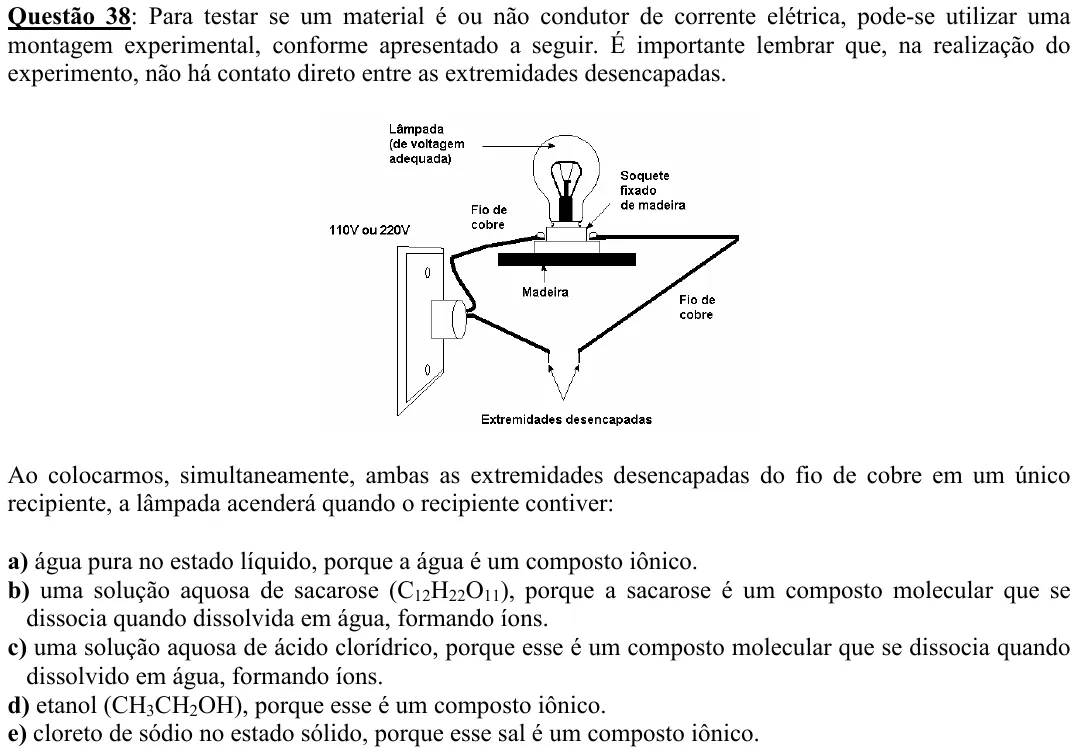 Questão 38: Para testar se um material é ou não condutor de corrente elétrica, pode-se utilizar uma
montagem experimental, conforme apresentado a seguir. É importante lembrar que, na realização do
experimento, não há contato direto entre as extremidades desencapadas.
Lâmpada
(de voltagem
adequada)
Soquete
fixado
de madeira
Fio de
cobre
110V ou 220V
Madeira
Fio de
cobre
Extremidades desencapadas
Ao colocarmos, simultaneamente, ambas as extremidades desencapadas do fio de cobre em um único
recipiente, a lâmpada acenderá quando o recipiente contiver:
a) água pura no estado líquido, porque a água é um composto iônico.
b) uma solução aquosa de sacarose (C₁₂H₂₂O₁₁), porque a sacarose é um composto molecular que se
dissocia quando dissolvida em água, formando íons.
c) uma solução aquosa de ácido clorídrico, porque esse é um composto molecular que se dissocia quando
dissolvido em água, formando íons.
d) etanol (CH₃CH₂OH), porque esse é um composto iônico.
e) cloreto de sódio no estado sólido, porque esse sal é um composto iônico.